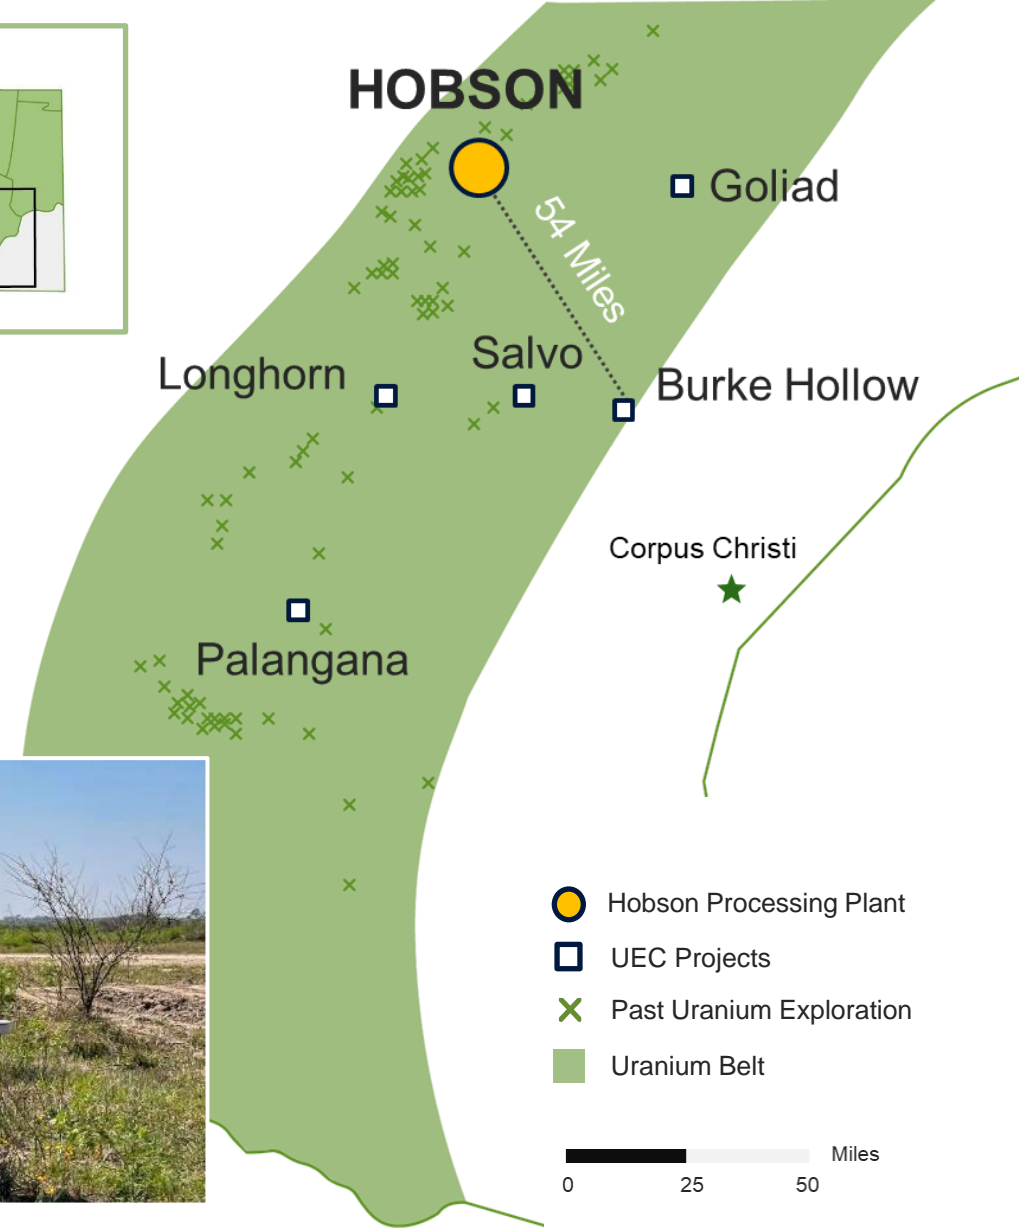 HOBSON
Goliad
54 Miles
Salvo
Longhorn
Burke Hollow
Corpus Christi
Palangana
Hobson Processing Plant
UEC Projects
Past Uranium Exploration
Uranium Belt
Miles
0 25 50